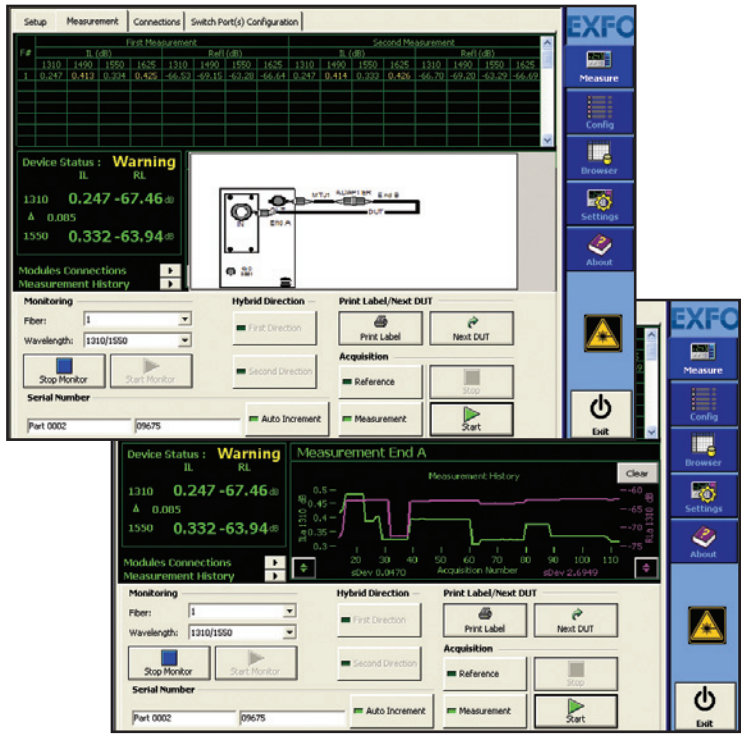 Setup Measurement Connections Switch Port(s) Configuration
EXFO
First Measurement Second Measurement
F# IL (dB) Refl (dB) IL (dB) Refl (dB)
1310 1490 1550 1625 1310 1490 1550 1625 1310 1490 1550 1625 1310 1490 1550 1625
1 0.247 0.413 0.334 0.425 -66.53 -69.15 -63.20 -66.64 0.247 0.414 0.333 0.426 -66.70 -69.20 -63.29 -66.69
Measure
Config
Browser
Settings
About
Exit
Device Status : Warning
IL RL
1310 0.247 -67.46 dB
Δ 0.085
1550 0.332 -63.94 dB
Modules Connections
Measurement History
MTJ1 ADAPTER End B
DUT
IN End A
Monitoring Hybrid Direction Print Label/Next DUT
Fiber: 1
First Direction Print Label Next DUT
Wavelength: 1310/1550
Acquisition
Stop Monitor Start Monitor Second Direction Reference Stop
Serial Number
Part 0002 09675 Auto Increment Measurement Start
EXFO
Measure
Config
Browser
Settings
About
Exit
Device Status : Warning
IL RL
1310 0.247 -67.46 dB
Δ 0.085
1550 0.332 -63.94 dB
Modules Connections
Measurement History
Measurement End A
Measurement History Clear
ILa 1310 dB
0.5
0.45
0.4
0.35
0.3
-60
-65
-70
-75
RLa 1310 dB
20 30 40 50 60 70 80 90 100 110
sDev 0.0470 Acquisition Number sDev 2.6949
Monitoring Hybrid Direction Print Label/Next DUT
Fiber: 1
First Direction Print Label Next DUT
Wavelength: 1310/1550
Acquisition
Stop Monitor Start Monitor Second Direction Reference Stop
Serial Number
Part 0002 09675 Auto Increment Measurement Start